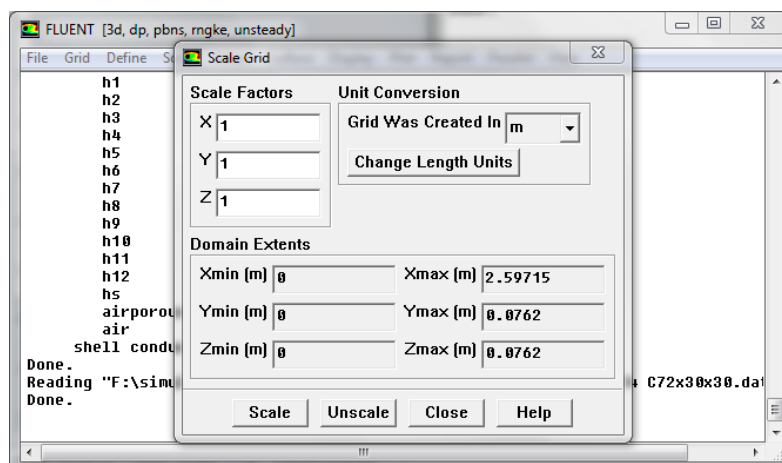 FLUENT [3d, dp, pbns, rngke, unsteady]
File Grid Define
Scale Grid
h1
h2
h3
h4
h5
h6
h7
h8
h9
h10
h11
h12
hs
airporou
air
shell condu
Done.
Reading "F:\simu C72x30x30.dat
Done.
Scale Factors
X 1
Y 1
Z 1
Unit Conversion
Grid Was Created In m
Change Length Units
Domain Extents
Xmin (m) 0 Xmax (m) 2.59715
Ymin (m) 0 Ymax (m) 0.0762
Zmin (m) 0 Zmax (m) 0.0762
Scale Unscale Close Help